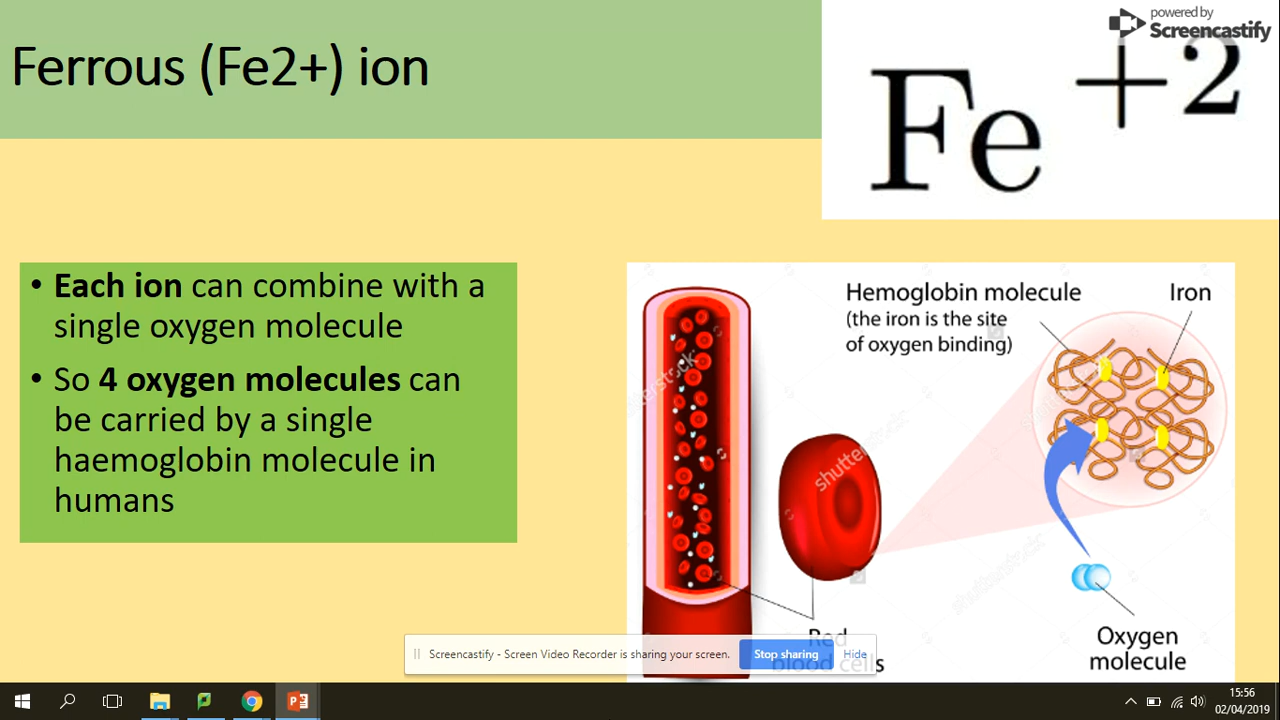 powered by
Screencastify
Ferrous (Fe2+) ion
Fe +2
• Each ion can combine with a
single oxygen molecule
• So 4 oxygen molecules can
be carried by a single
haemoglobin molecule in
humans
Hemoglobin molecule
(the iron is the site
of oxygen binding)
Iron
shutterstock
shutterstock
Oxygen
molecule
Red
blood cells
Screencastify - Screen Video Recorder is sharing your screen.
Stop sharing
Hide
15:56
02/04/2019